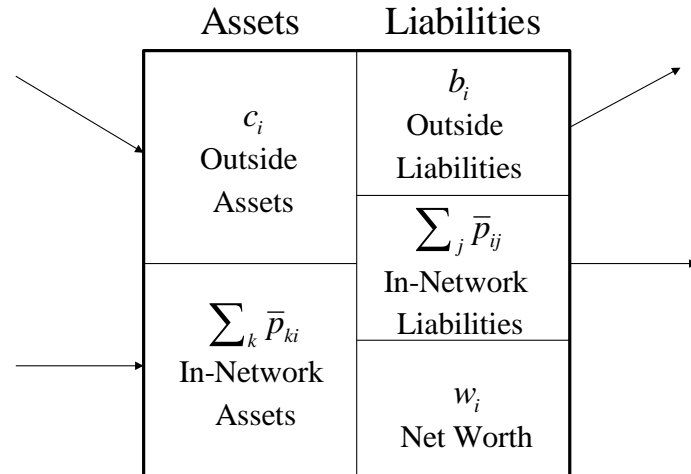 Assets Liabilities
c_i
Outside
Assets
∑_k p̅_ki
In-Network
Assets
b_i
Outside
Liabilities
∑_j p̅_ij
In-Network
Liabilities
w_i
Net Worth